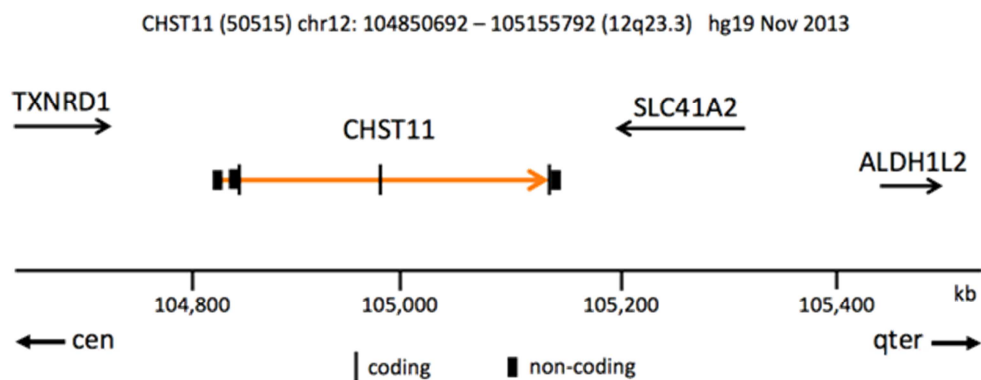 CHST11 (50515) chr12: 104850692 – 105155792 (12q23.3) hg19 Nov 2013
TXNRD1
SLC41A2
CHST11
ALDH1L2
104,800 105,000 105,200 105,400 kb
cen qter
coding non-coding